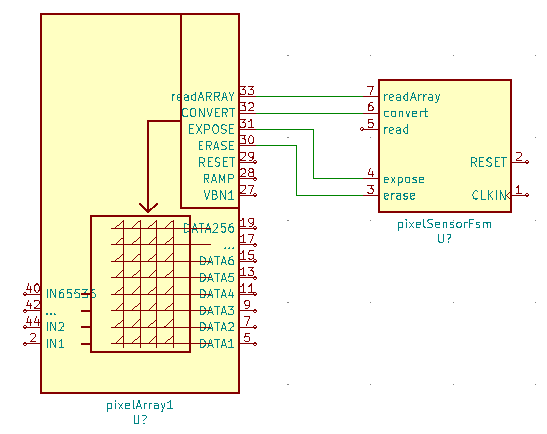 readARRAY 33
CONVERT 32
EXPOSE 31
ERASE 30
RESET 29
RAMP 28
VBN1 27
DATA256 19
... 17
DATA6 15
DATA5 13
DATA4 11
DATA3 9
DATA2 7
DATA1 5
40 IN65536
42 ...
44 IN2
2 IN1
pixelArray1
U?
7 readArray
6 convert
5 read
4 expose
3 erase
RESET 2
CLKIN 1
pixelSensorFsm
U?